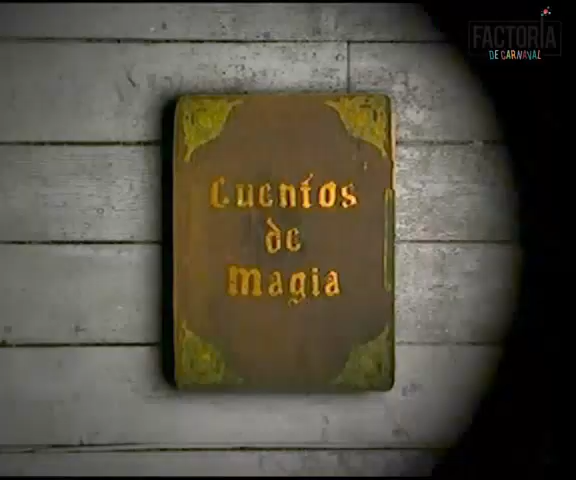 FACTORÍA
DE CARNAVAL
Cuentos
de
Magia